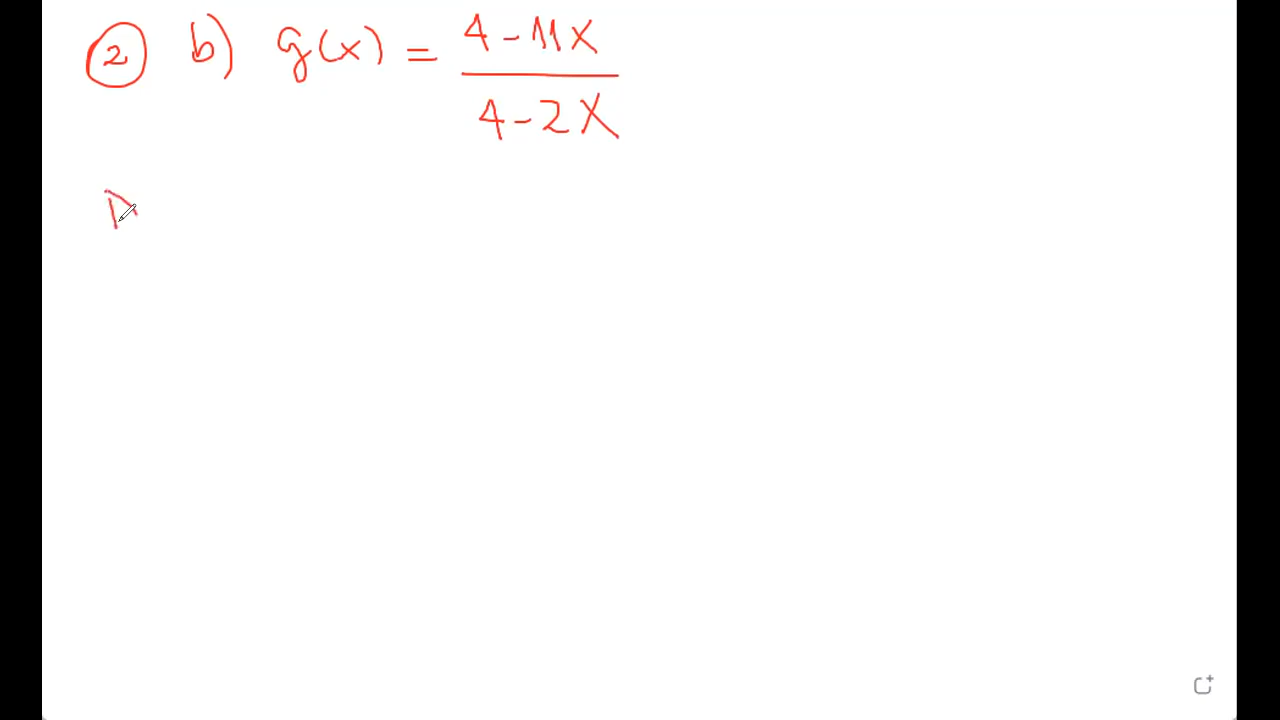 ② b) g(x) = 4 - 11x
4 - 2x
D